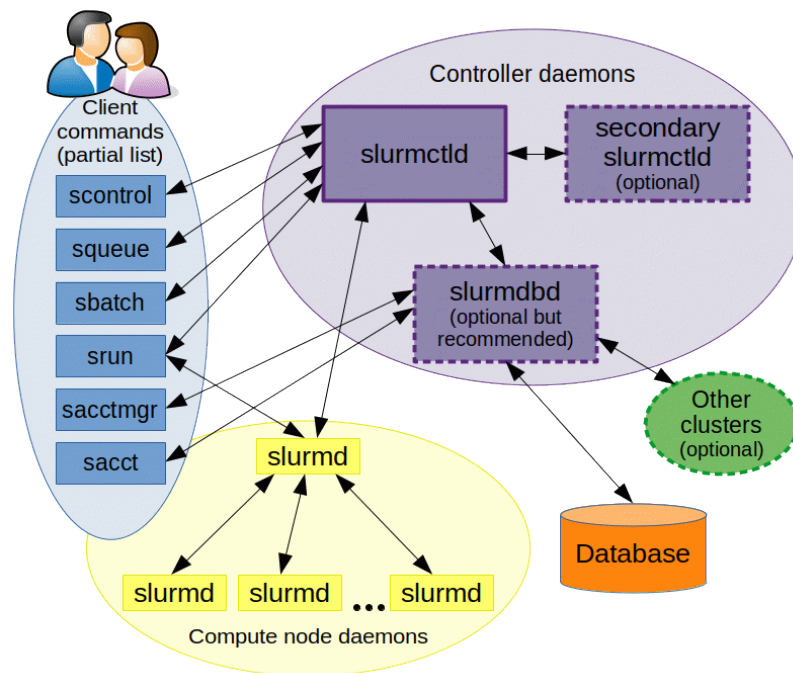 Client
commands
(partial list)
scontrol
squeue
sbatch
srun
sacctmgr
sacct
Controller daemons
slurmctld
secondary
slurmctld
(optional)
slurmdbd
(optional but
recommended)
Other
clusters
(optional)
Database
slurmd
slurmd
slurmd
...
slurmd
Compute node daemons